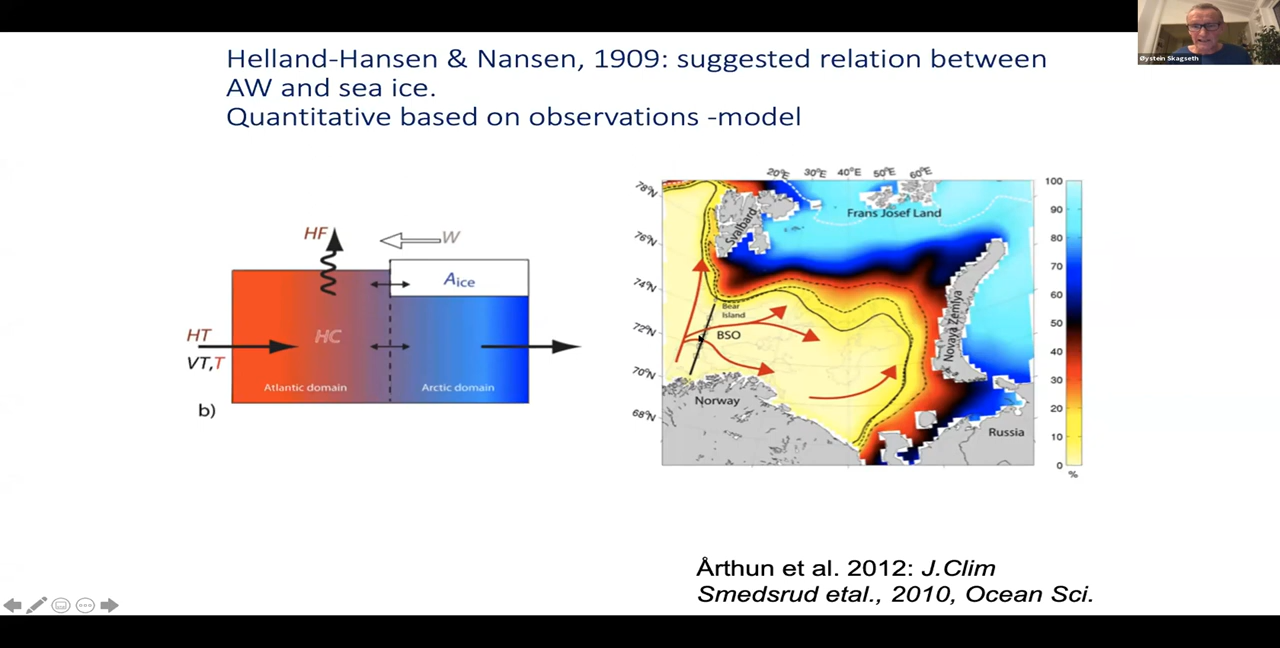 Øystein Skagseth
Helland-Hansen & Nansen, 1909: suggested relation between
AW and sea ice.
Quantitative based on observations -model
HF
W
Aice
HT
HC
VT,T
Atlantic domain
Arctic domain
b)
20°E 30°E 40°E 50°E 60°E
78°N
76°N
74°N
72°N
70°N
68°N
Svalbard
Frans Josef Land
Bear
Island
BSO
Novaya Zemlya
Norway
Russia
100
90
80
70
60
50
40
30
20
10
0
%
Årthun et al. 2012: J.Clim
Smedsrud etal., 2010, Ocean Sci.